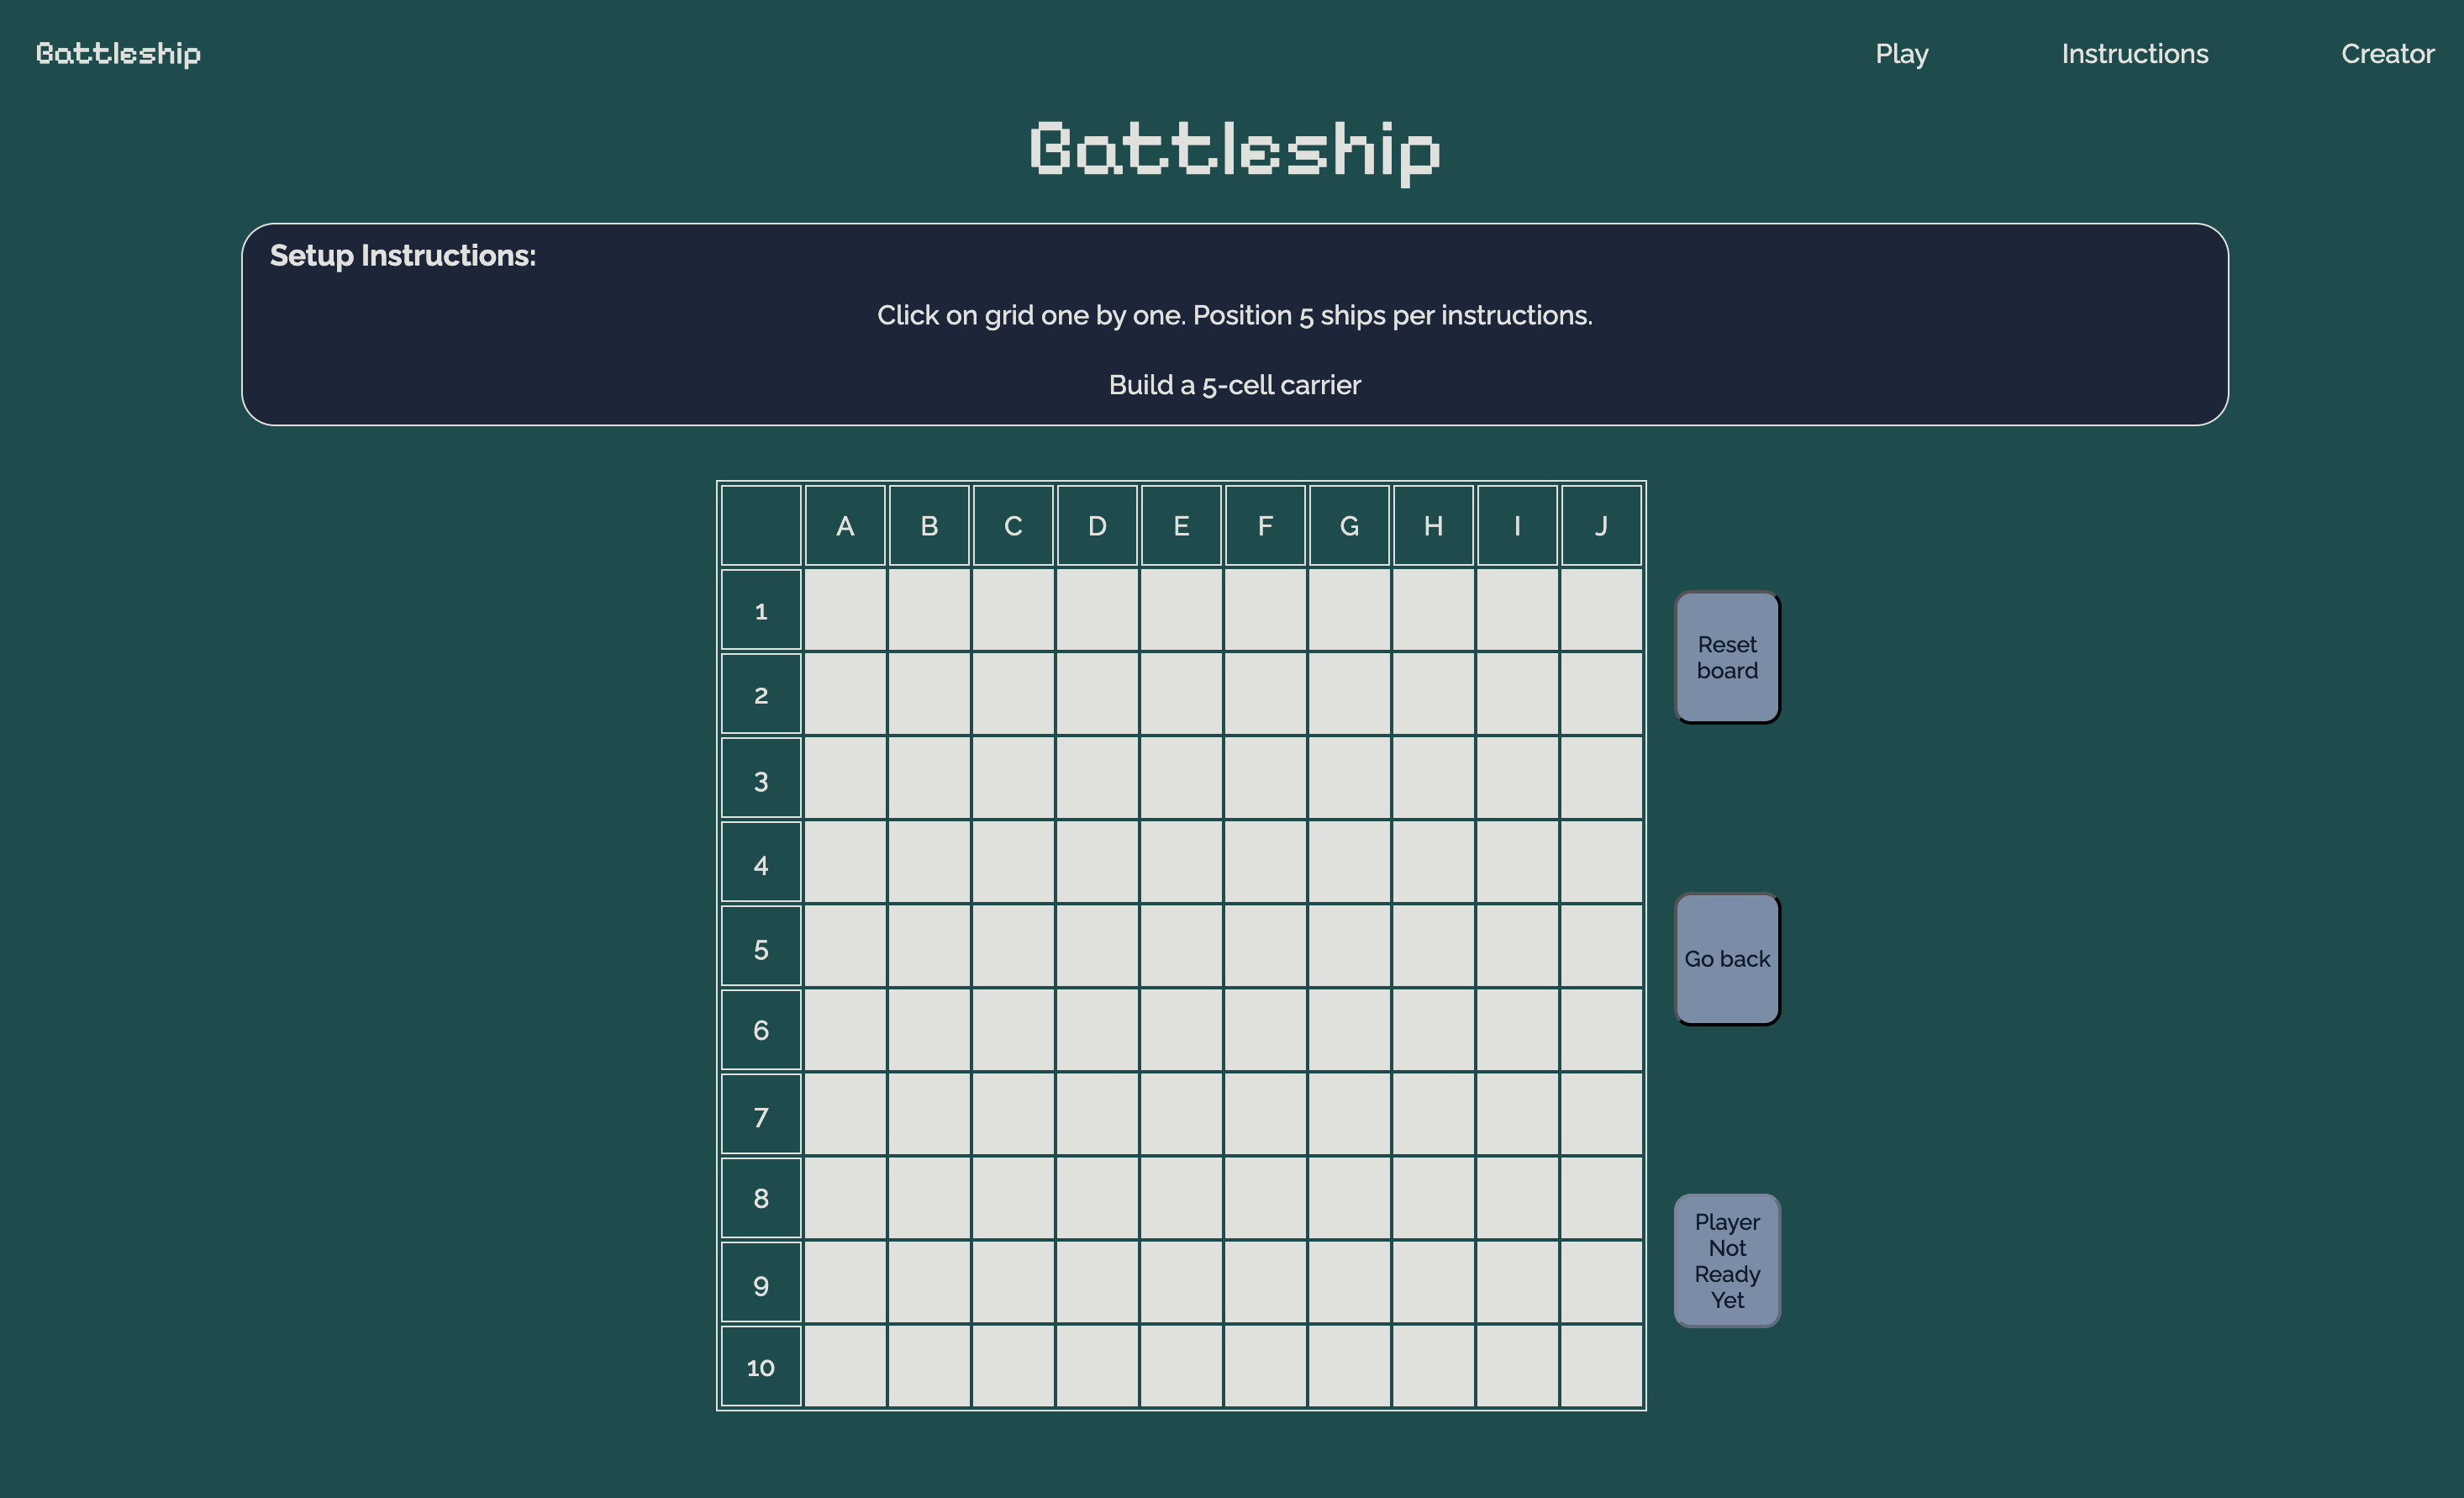 Battleship
Play
Instructions
Creator
Battleship
Setup Instructions:
Click on grid one by one. Position 5 ships per instructions.
Build a 5-cell carrier
A B C D E F G H I J
1
2
3
4
5
6
7
8
9
10
Reset
board
Go back
Player
Not
Ready
Yet